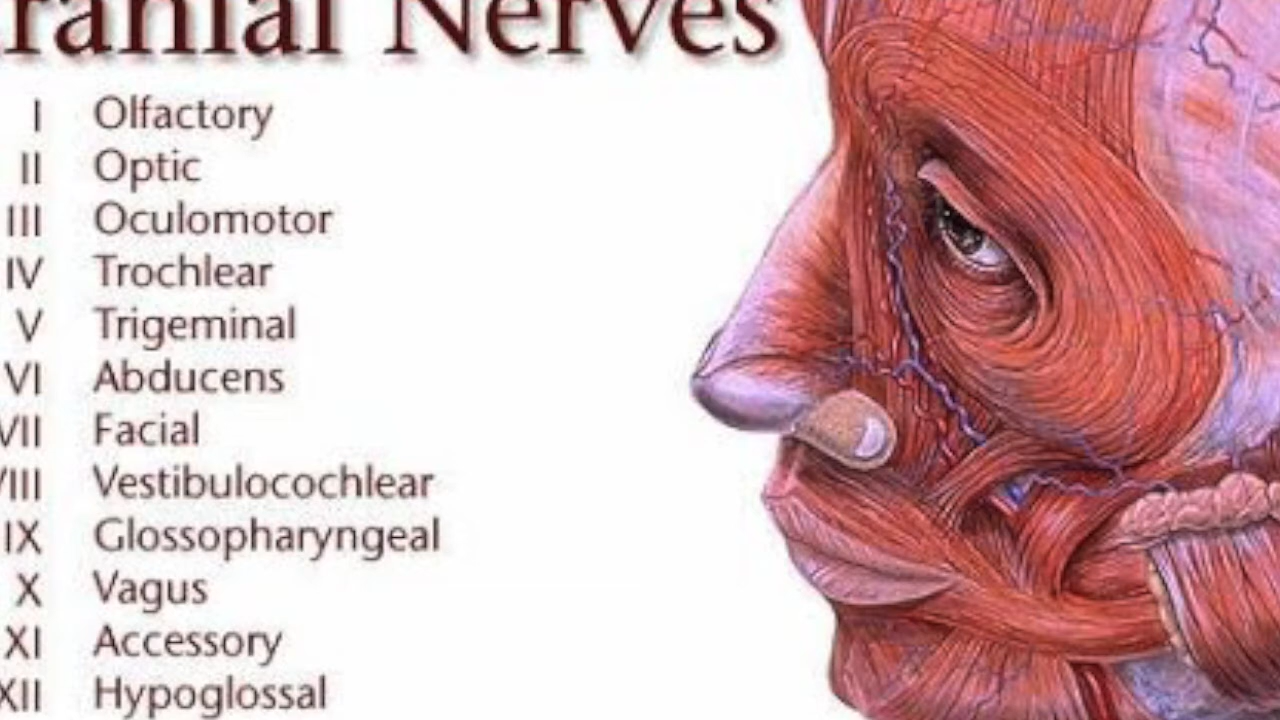 ranial Nerves
I Olfactory
II Optic
III Oculomotor
IV Trochlear
V Trigeminal
VI Abducens
VII Facial
VIII Vestibulocochlear
IX Glossopharyngeal
X Vagus
XI Accessory
XII Hypoglossal